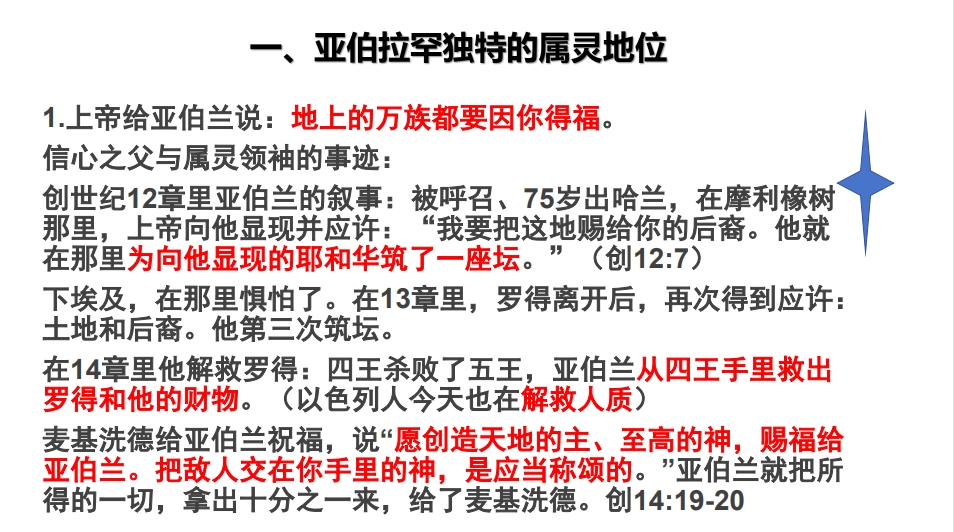 一、亚伯拉罕独特的属灵地位
1.上帝给亚伯兰说：地上的万族都要因你得福。
信心之父与属灵领袖的事迹：
创世纪12章里亚伯兰的叙事：被呼召、75岁出哈兰，在摩利橡树
那里，上帝向他显现并应许：“我要把这地赐给你的后裔。他就
在那里为向他显现的耶和华筑了一座坛。”（创12:7）
下埃及，在那里惧怕了。在13章里，罗得离开后，再次得到应许：
土地和后裔。他第三次筑坛。
在14章里他解救罗得：四王杀败了五王，亚伯兰从四王手里救出
罗得和他的财物。（以色列人今天也在解救人质）
麦基洗德给亚伯兰祝福，说“愿创造天地的主、至高的神，赐福给
亚伯兰。把敌人交在你手里的神，是应当称颂的。”亚伯兰就把所
得的一切，拿出十分之一来，给了麦基洗德。创14:19-20